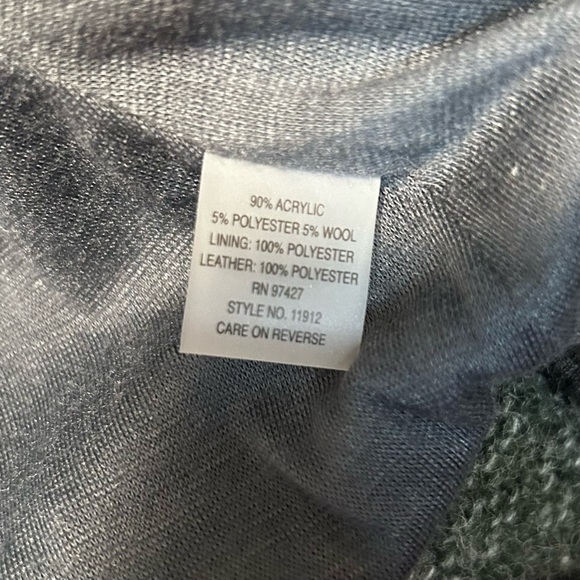 90% ACRYLIC
5% POLYESTER 5% WOOL
LINING: 100% POLYESTER
LEATHER: 100% POLYESTER
RN 97427
STYLE NO. 11912
CARE ON REVERSE